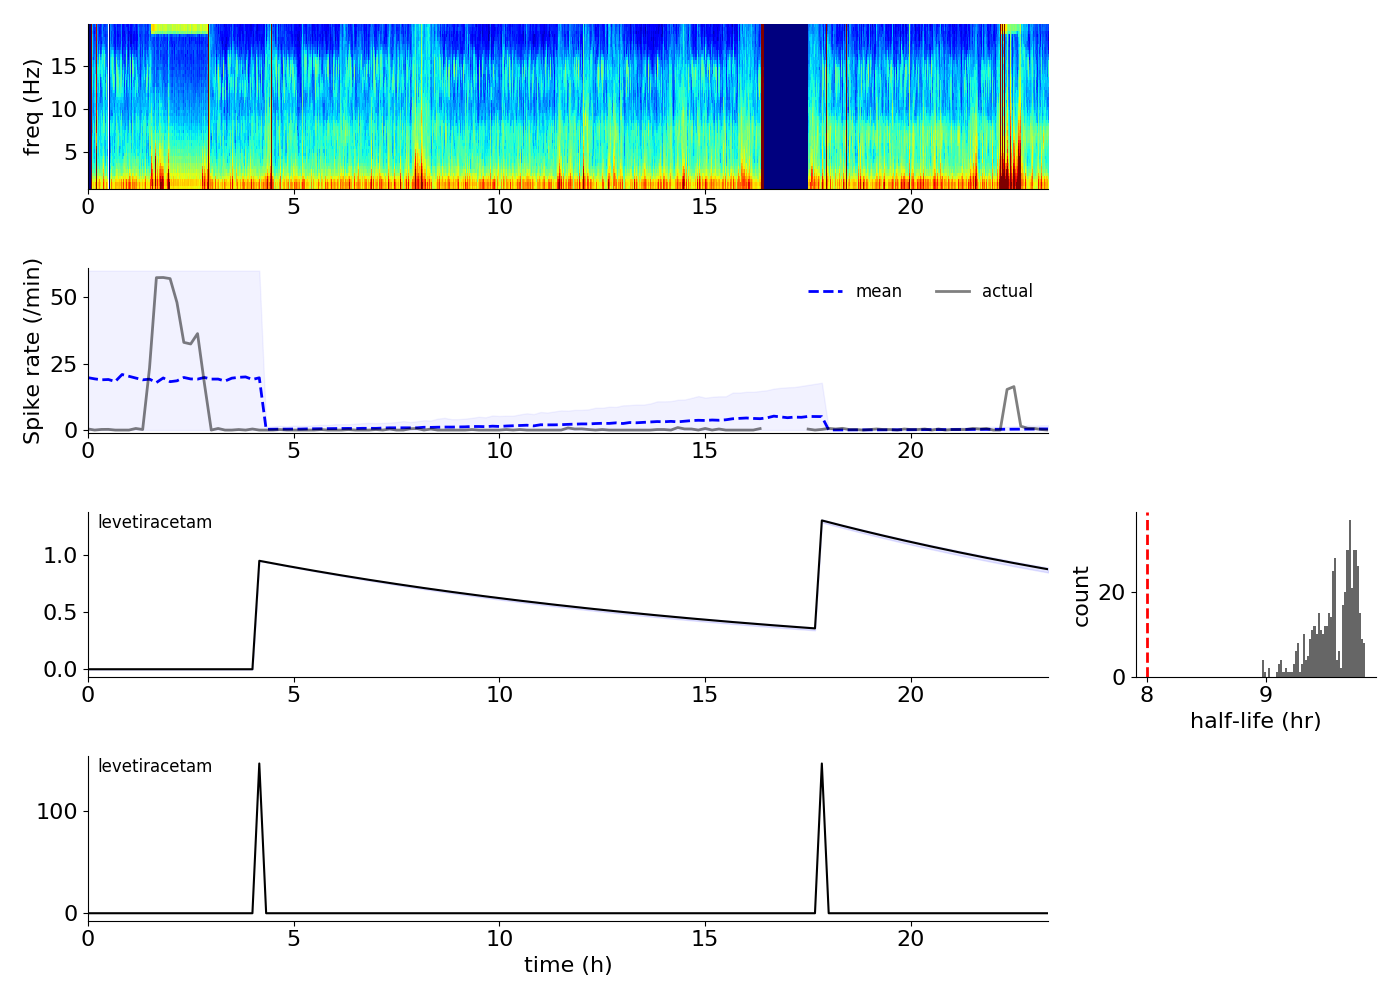 freq (Hz)
15
10
5
0 5 10 15 20
Spike rate (/min)
50
25
0
mean actual
0 5 10 15 20
levetiracetam
1.0
0.5
0.0
0 5 10 15 20
count
20
0
8 9
half-life (hr)
levetiracetam
100
0
0 5 10 15 20
time (h)